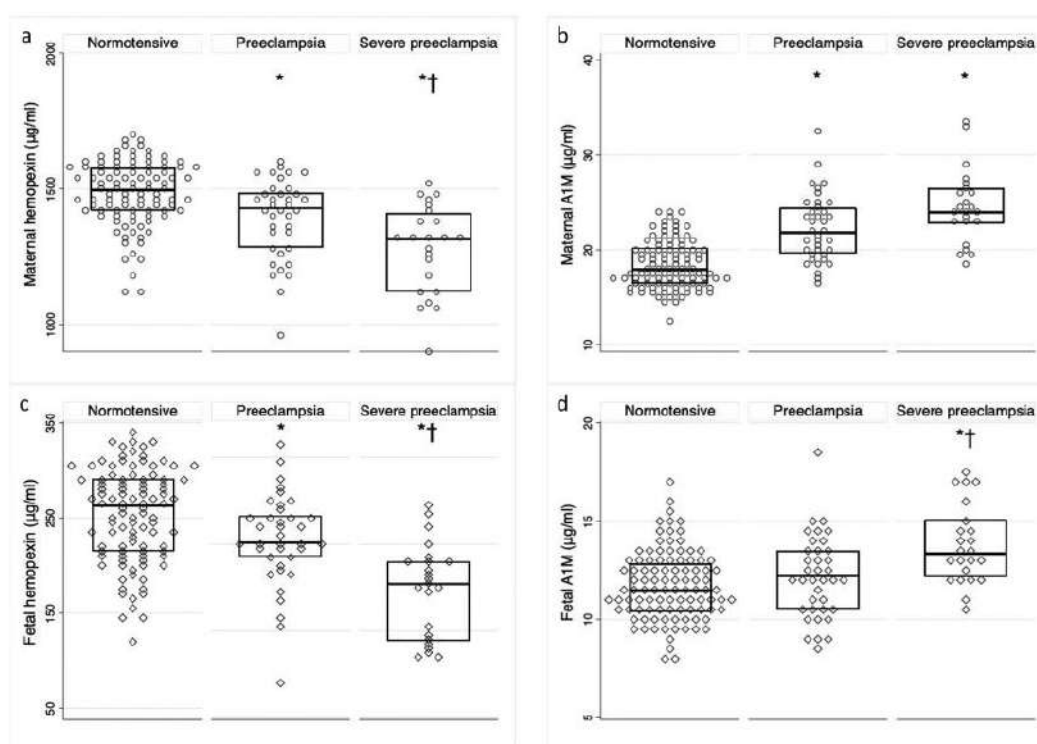 a
Normotensive Preeclampsia Severe preeclampsia
* *†
Maternal hemopexin (µg/ml)
2000
1500
1000
b
Normotensive Preeclampsia Severe preeclampsia
* *
Maternal A1M (µg/ml)
40
30
20
10
c
Normotensive Preeclampsia Severe preeclampsia
* *†
Fetal hemopexin (µg/ml)
350
250
150
50
d
Normotensive Preeclampsia Severe preeclampsia
*†
Fetal A1M (µg/ml)
20
15
10
5